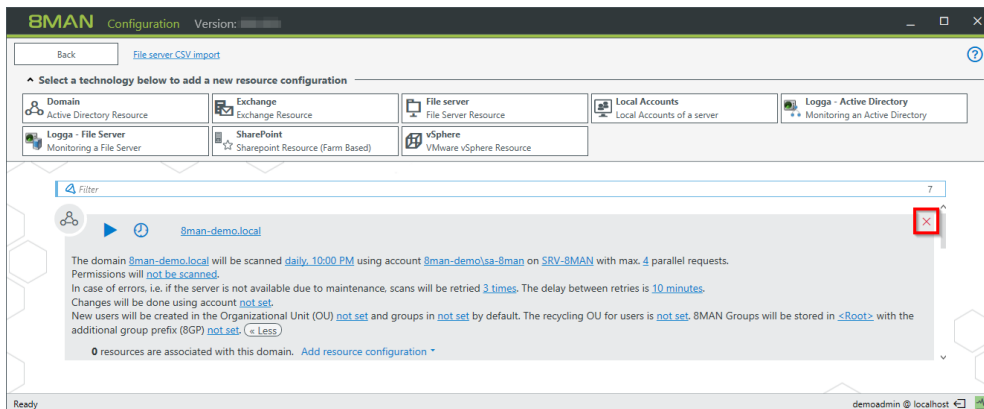 8MAN Configuration Version:
Back File server CSV import
Select a technology below to add a new resource configuration
Domain
Active Directory Resource
Exchange
Exchange Resource
File server
File Server Resource
Local Accounts
Local Accounts of a server
Logga - Active Directory
Monitoring an Active Directory
Logga - File Server
Monitoring a File Server
SharePoint
Sharepoint Resource (Farm Based)
vSphere
VMware vSphere Resource
Filter 7
8man-demo.local
The domain 8man-demo.local will be scanned daily, 10:00 PM using account 8man-demo\sa-8man on SRV-8MAN with max. 4 parallel requests.
Permissions will not be scanned.
In case of errors, i.e. if the server is not available due to maintenance, scans will be retried 3 times. The delay between retries is 10 minutes.
Changes will be done using account not set.
New users will be created in the Organizational Unit (OU) not set and groups in not set by default. The recycling OU for users is not set. 8MAN Groups will be stored in <Root> with the
additional group prefix (8GP) not set. « Less
0 resources are associated with this domain. Add resource configuration
Ready demoadmin @ localhost